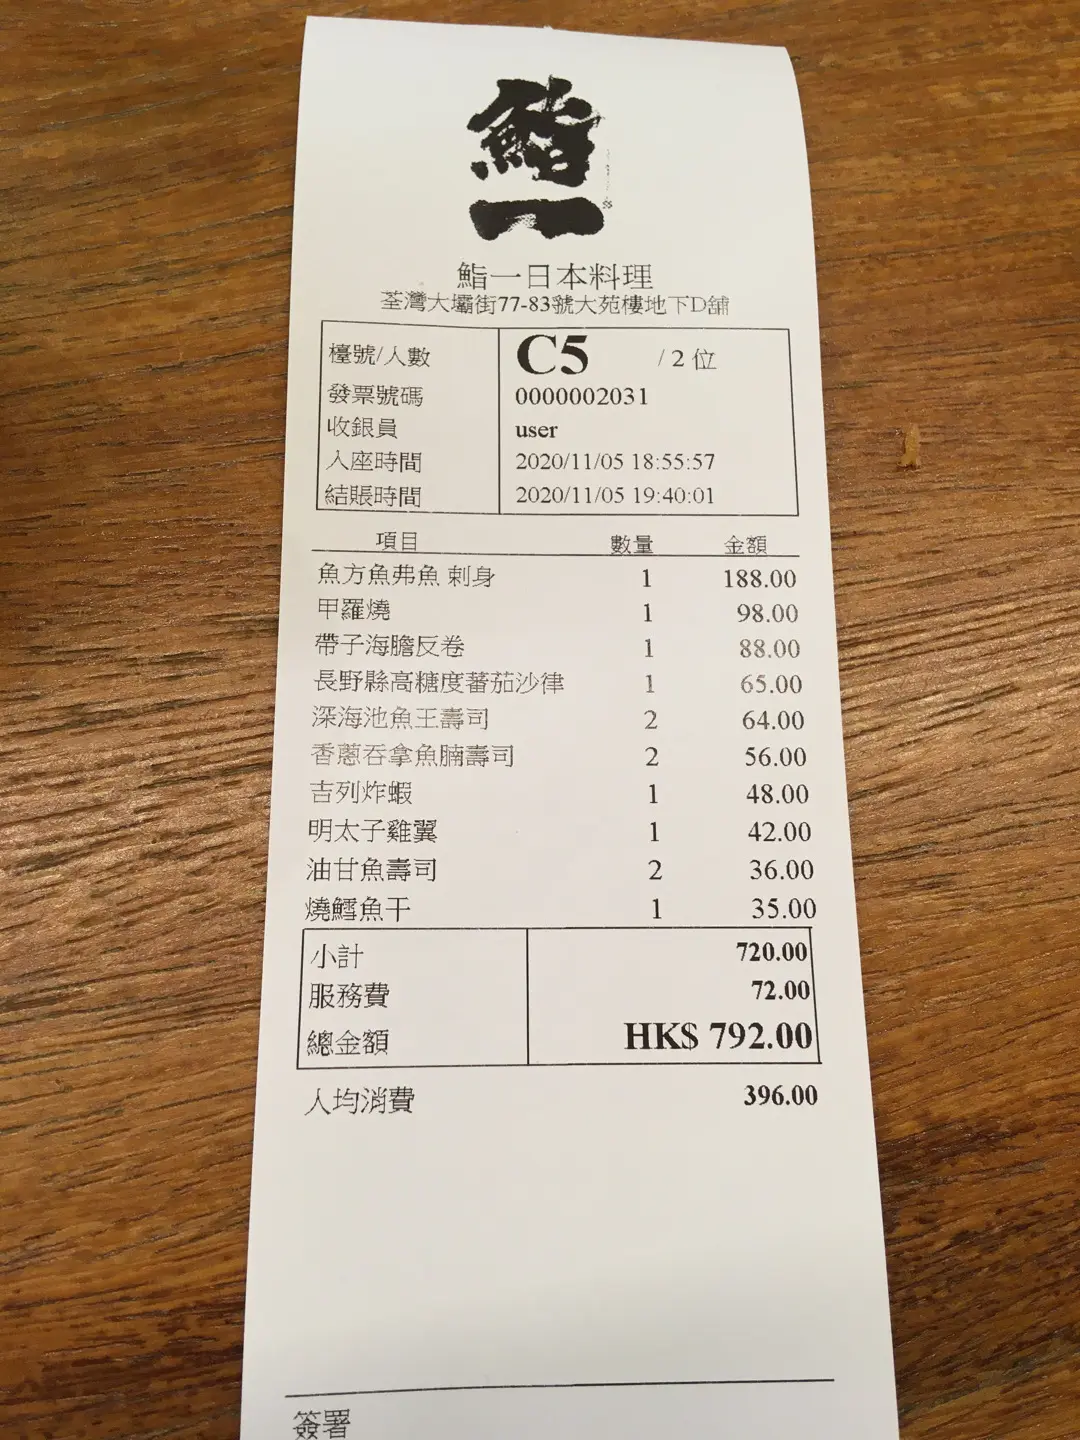 鮨
一
鮨一日本料理
荃灣大壩街77-83號大苑樓地下D舖
檯號/人數 C5 / 2 位
發票號碼 0000002031
收銀員 user
入座時間 2020/11/05 18:55:57
結賬時間 2020/11/05 19:40:01
項目 數量 金額
魚方魚弗魚 刺身 1 188.00
甲羅燒 1 98.00
帶子海膽反卷 1 88.00
長野縣高糖度蕃茄沙律 1 65.00
深海池魚王壽司 2 64.00
香蔥吞拿魚腩壽司 2 56.00
吉列炸蝦 1 48.00
明太子雞翼 1 42.00
油甘魚壽司 2 36.00
燒鱈魚干 1 35.00
小計 720.00
服務費 72.00
總金額 HK$ 792.00
人均消費 396.00
簽署